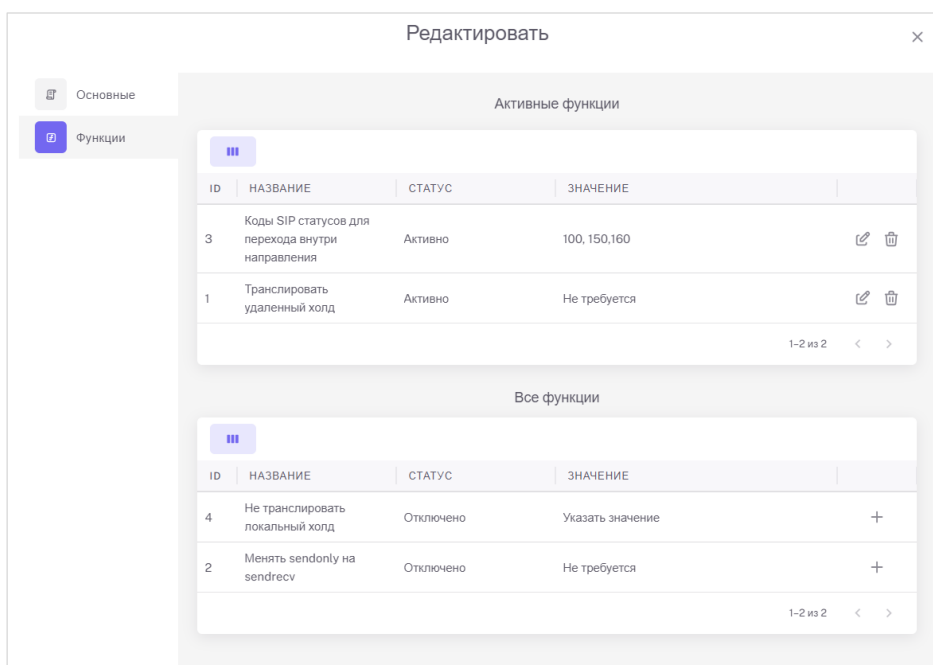 Редактировать
Основные
Функции
Активные функции
ID НАЗВАНИЕ СТАТУС ЗНАЧЕНИЕ
Коды SIP статусов для
3 перехода внутри Активно 100, 150,160
направления
Транслировать
1 Активно Не требуется
удаленный холд
1–2 из 2
Все функции
ID НАЗВАНИЕ СТАТУС ЗНАЧЕНИЕ
Не транслировать
4 Отключено Указать значение
локальный холд
Менять sendonly на
2 Отключено Не требуется
sendrecv
1–2 из 2